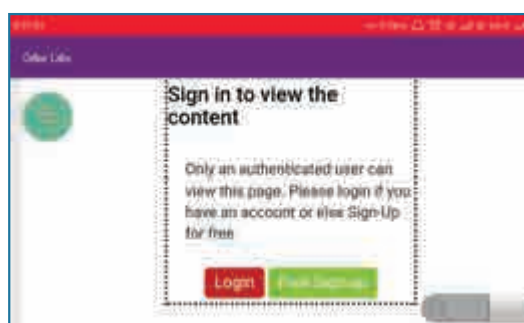 Sign in to view the
content
Only an authenticated user can
view this page. Please login if you
have an account or else Sign-Up
for free
Login